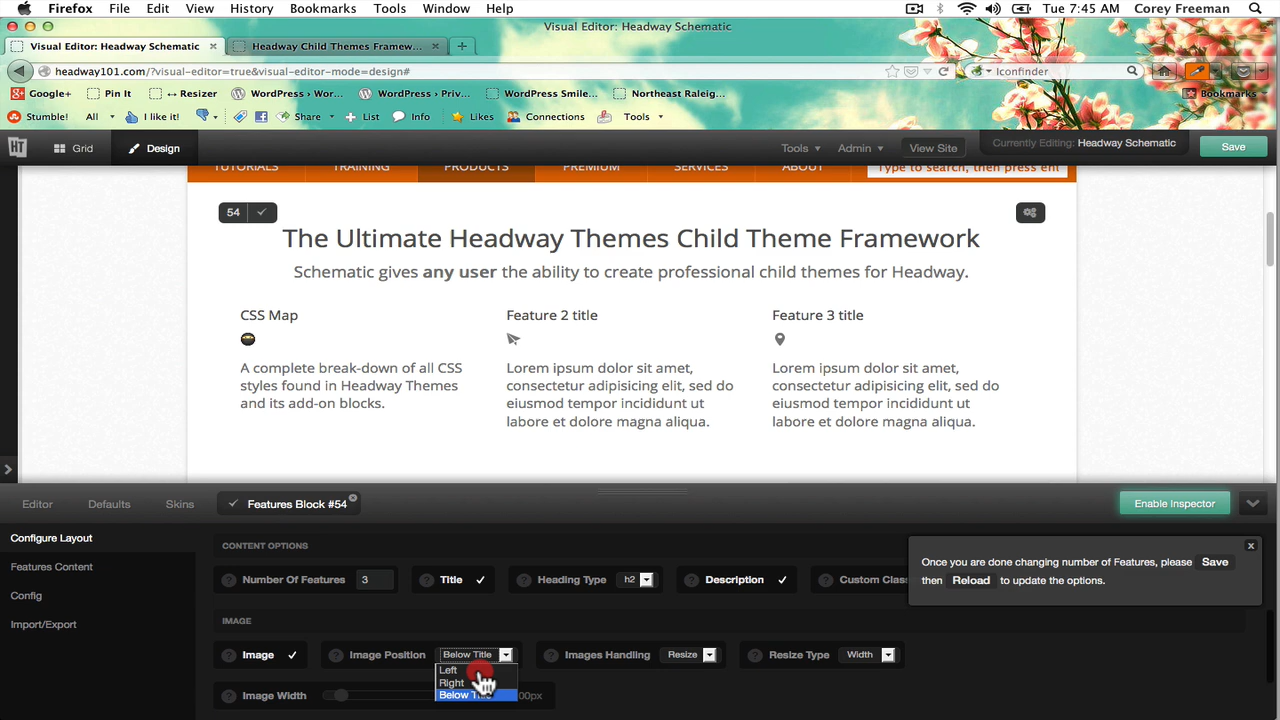 Firefox File Edit View History Bookmarks Tools Window Help Tue 7:45 AM Corey Freeman
Visual Editor: Headway Schematic
Visual Editor: Headway Schematic Headway Child Themes Framew...
headway101.com/?visual-editor=true&visual-editor-mode=design# Iconfinder
Google+ Pin It ↔ Resizer WordPress › Wor... WordPress › Priv... WordPress Smile... Northeast Raleig... Bookmarks
Stumble! All I like it! Share List Info Likes Connections Tools
HT Grid Design Tools Admin View Site Currently Editing: Headway Schematic Save
TUTORIALS TRAINING PRODUCTS PREMIUM SERVICES ABOUT Type to search, then press ent
54
The Ultimate Headway Themes Child Theme Framework
Schematic gives any user the ability to create professional child themes for Headway.
CSS Map Feature 2 title Feature 3 title
A complete break-down of all CSS Lorem ipsum dolor sit amet, Lorem ipsum dolor sit amet,
styles found in Headway Themes consectetur adipisicing elit, sed do consectetur adipisicing elit, sed do
and its add-on blocks. eiusmod tempor incididunt ut eiusmod tempor incididunt ut
labore et dolore magna aliqua. labore et dolore magna aliqua.
Editor Defaults Skins Features Block #54 Enable Inspector
Configure Layout
Features Content
Config
Import/Export
CONTENT OPTIONS
Number Of Features 3 Title Heading Type h2 Description Custom Clas
Once you are done changing number of Features, please Save
then Reload to update the options.
IMAGE
Image Image Position Below Title Images Handling Resize Resize Type Width
Left
Right
Below
Image Width 00px